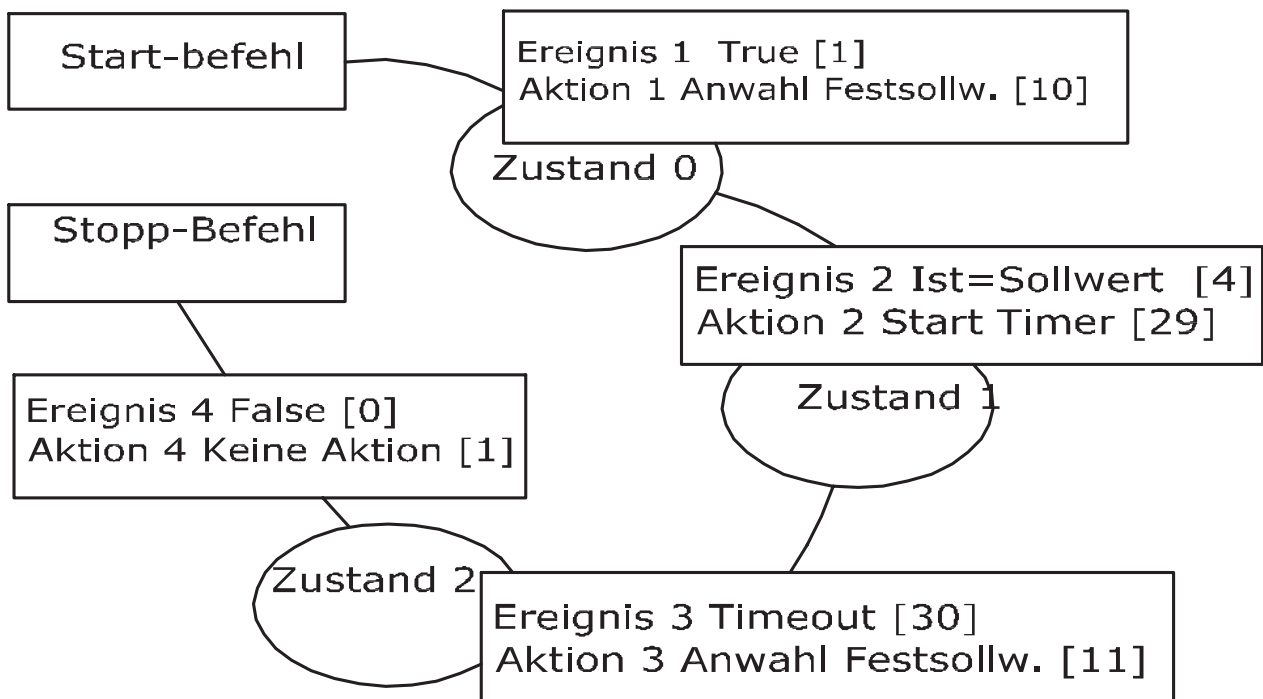 Start-befehl
Ereignis 1 True [1]
Aktion 1 Anwahl Festsollw. [10]
Zustand 0
Stopp-Befehl
Ereignis 2 Ist=Sollwert [4]
Aktion 2 Start Timer [29]
Zustand 1
Ereignis 4 False [0]
Aktion 4 Keine Aktion [1]
Zustand 2
Ereignis 3 Timeout [30]
Aktion 3 Anwahl Festsollw. [11]